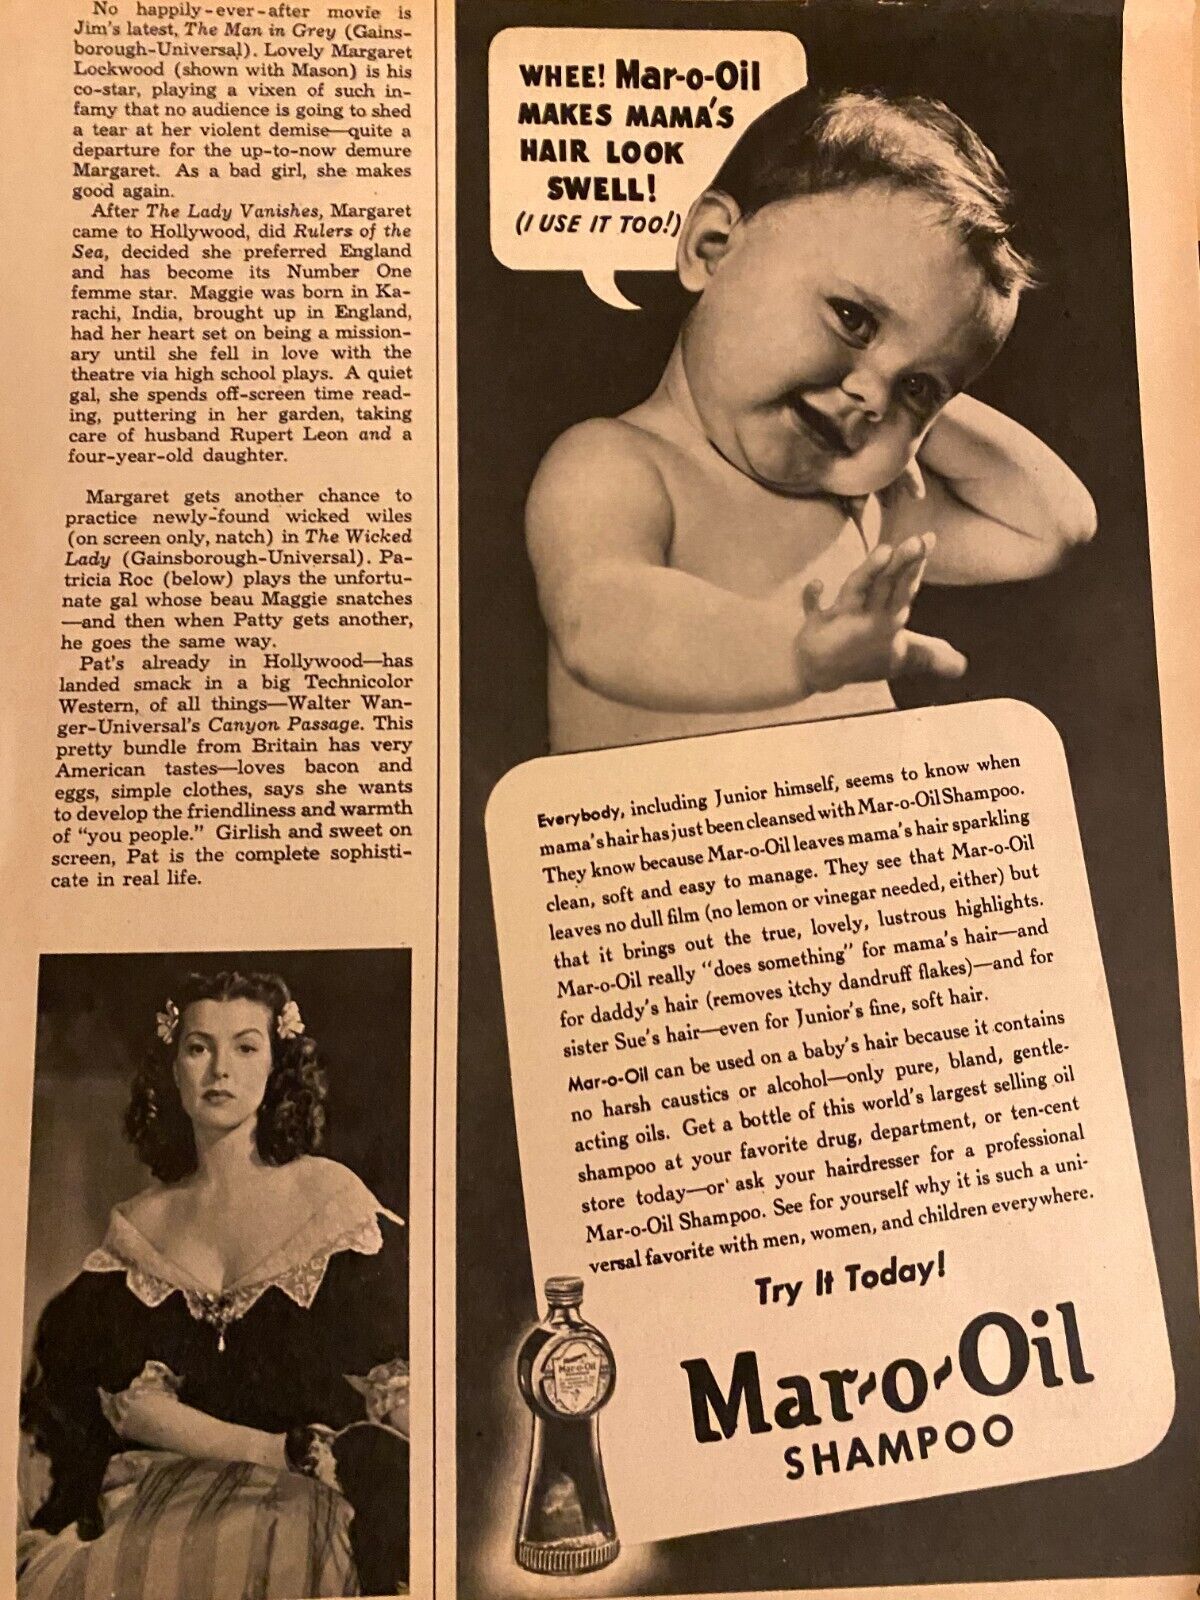 No happily-ever-after movie is
Jim's latest, The Man in Grey (Gains-
borough-Universal). Lovely Margaret
Lockwood (shown with Mason) is his
co-star, playing a vixen of such in-
famy that no audience is going to shed
a tear at her violent demise—quite a
departure for the up-to-now demure
Margaret. As a bad girl, she makes
good again.
After The Lady Vanishes, Margaret
came to Hollywood, did Rulers of the
Sea, decided she preferred England
and has become its Number One
femme star. Maggie was born in Ka-
rachi, India, brought up in England,
had her heart set on being a mission-
ary until she fell in love with the
theatre via high school plays. A quiet
gal, she spends off-screen time read-
ing, puttering in her garden, taking
care of husband Rupert Leon and a
four-year-old daughter.
Margaret gets another chance to
practice newly-found wicked wiles
(on screen only, natch) in The Wicked
Lady (Gainsborough-Universal). Pa-
tricia Roc (below) plays the unfortu-
nate gal whose beau Maggie snatches
—and then when Patty gets another,
he goes the same way.
Pat's already in Hollywood—has
landed smack in a big Technicolor
Western, of all things—Walter Wan-
ger-Universal's Canyon Passage. This
pretty bundle from Britain has very
American tastes—loves bacon and
eggs, simple clothes, says she wants
to develop the friendliness and warmth
of "you people." Girlish and sweet on
screen, Pat is the complete sophisti-
cate in real life.
WHEE! Mar-o-Oil
MAKES MAMA'S
HAIR LOOK
SWELL!
(I USE IT TOO!)
Everybody, including Junior himself, seems to know when
mama's hair has just been cleansed with Mar-o-Oil Shampoo.
They know because Mar-o-Oil leaves mama's hair sparkling
clean, soft and easy to manage. They see that Mar-o-Oil
leaves no dull film (no lemon or vinegar needed, either) but
that it brings out the true, lovely, lustrous highlights.
Mar-o-Oil really "does something" for mama's hair—and
for daddy's hair (removes itchy dandruff flakes)—and for
sister Sue's hair—even for Junior's fine, soft hair.
Mar-o-Oil can be used on a baby's hair because it contains
no harsh caustics or alcohol—only pure, bland, gentle-
acting oils. Get a bottle of this world's largest selling oil
shampoo at your favorite drug, department, or ten-cent
store today—or ask your hairdresser for a professional
Mar-o-Oil Shampoo. See for yourself why it is such a uni-
versal favorite with men, women, and children everywhere.
Try It Today!
Mar-o-Oil
Mar-o-Oil
SHAMPOO